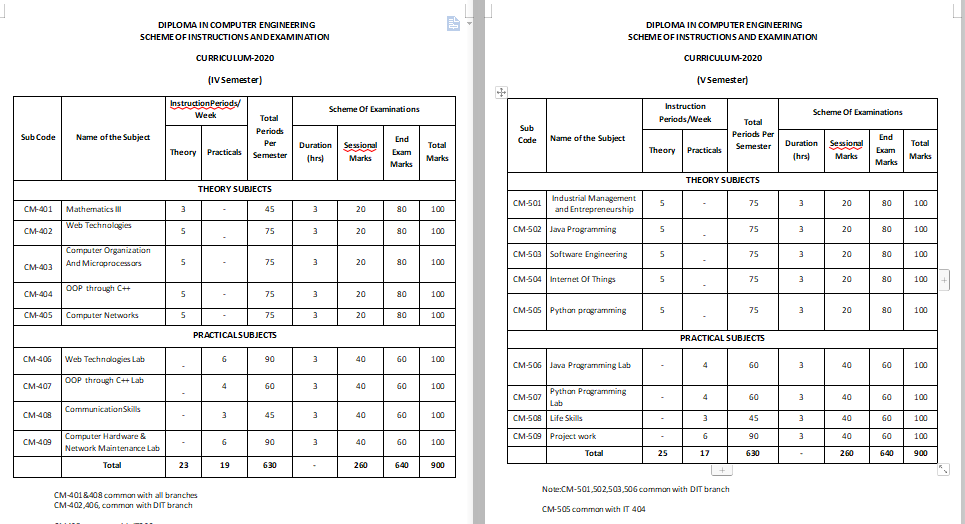 DIPLOMA IN COMPUTER ENGINEERING
SCHEME OF INSTRUCTIONS AND EXAMINATION
CURRICULUM-2020
(IV Semester)
Sub Code Name of the Subject Instruction Periods/ Week Total Periods Per Semester Scheme Of Examinations
Theory Practicals Duration (hrs) Sessional Marks End Exam Marks Total Marks
THEORY SUBJECTS
CM-401 Mathematics III 3 - 45 3 20 80 100
CM-402 Web Technologies 5 - 75 3 20 80 100
CM-403 Computer Organization And Microprocessors 5 - 75 3 20 80 100
CM-404 OOP through C++ 5 - 75 3 20 80 100
CM-405 Computer Networks 5 - 75 3 20 80 100
PRACTICAL SUBJECTS
CM-406 Web Technologies Lab - 6 90 3 40 60 100
CM-407 OOP through C++ Lab - 4 60 3 40 60 100
CM-408 Communication Skills - 3 45 3 40 60 100
CM-409 Computer Hardware & Network Maintenance Lab - 6 90 3 40 60 100
Total 23 19 630 - 260 640 900
CM-401&408 common with all branches
CM-402,406, common with DIT branch
DIPLOMA IN COMPUTER ENGINEERING
SCHEME OF INSTRUCTIONS AND EXAMINATION
CURRICULUM-2020
(V Semester)
Sub Code Name of the Subject Instruction Periods/Week Total Periods Per Semester Scheme Of Examinations
Theory Practicals Duration (hrs) Sessional Marks End Exam Marks Total Marks
THEORY SUBJECTS
CM-501 Industrial Management and Entrepreneurship 5 - 75 3 20 80 100
CM-502 Java Programming 5 - 75 3 20 80 100
CM-503 Software Engineering 5 - 75 3 20 80 100
CM-504 Internet Of Things 5 - 75 3 20 80 100
CM-505 Python programming 5 - 75 3 20 80 100
PRACTICAL SUBJECTS
CM-506 Java Programming Lab - 4 60 3 40 60 100
CM-507 Python Programming Lab - 4 60 3 40 60 100
CM-508 Life Skills - 3 45 3 40 60 100
CM-509 Project work - 6 90 3 40 60 100
Total 25 17 630 - 260 640 900
Note:CM-501,502,503,506 common with DIT branch
CM-505 common with IT 404